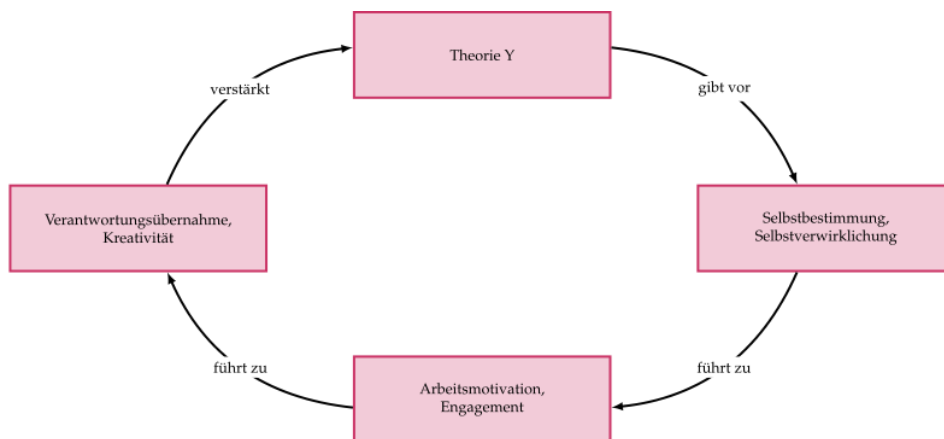 Theorie Y
verstärkt
gibt vor
Verantwortungsübernahme,
Kreativität
Selbstbestimmung,
Selbstverwirklichung
führt zu
führt zu
Arbeitsmotivation,
Engagement